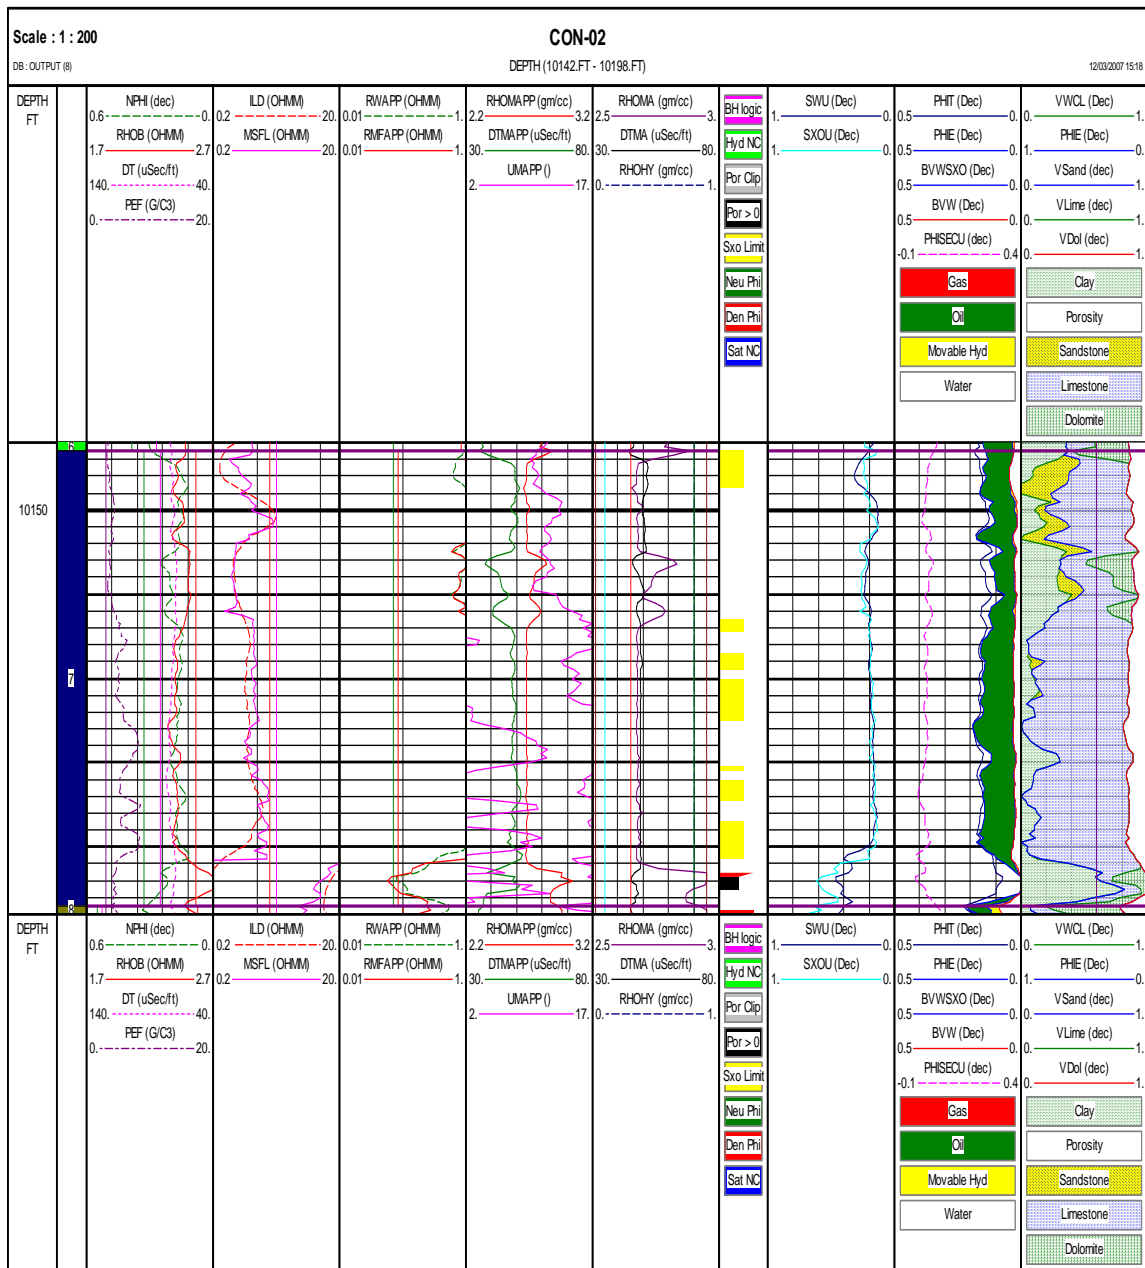 Scale : 1 : 200
CON-02
DB : OUTPUT (8)
DEPTH (10142.FT - 10198.FT)
12/03/2007 15:18
DEPTH
FT
NPHI (dec)
0.6 0.
RHOB (OHMM)
1.7 2.7
DT (uSec/ft)
140. 40.
PEF (G/C3)
0. 20.
ILD (OHMM)
0.2 20.
MSFL (OHMM)
0.2 20.
RWAPP (OHMM)
0.01 1.
RMFAPP (OHMM)
0.01 1.
RHOMAPP (gm/cc)
2.2 3.2
DTMAPP (uSec/ft)
30. 80.
UMAPP ()
2. 17.
RHOMA (gm/cc)
2.5 3.
DTMA (uSec/ft)
30. 80.
RHOHY (gm/cc)
0. 1.
BH logic
Hyd NC
Por Clip
Por > 0
Sxo Limit
Neu Phi
Den Phi
Sat NC
SWU (Dec)
1. 0.
SXOU (Dec)
1. 0.
PHIT (Dec)
0.5 0.
PHIE (Dec)
0.5 0.
BVWSXO (Dec)
0.5 0.
BVW (Dec)
0.5 0.
PHISECU (dec)
-0.1 0.4
Gas
Oil
Movable Hyd
Water
VWCL (Dec)
0. 1.
PHIE (Dec)
1. 0.
VSand (dec)
0. 1.
VLime (dec)
0. 1.
VDol (dec)
0. 1.
Clay
Porosity
Sandstone
Limestone
Dolomite
6
10150
7
8
DEPTH
FT
NPHI (dec)
0.6 0.
RHOB (OHMM)
1.7 2.7
DT (uSec/ft)
140. 40.
PEF (G/C3)
0. 20.
ILD (OHMM)
0.2 20.
MSFL (OHMM)
0.2 20.
RWAPP (OHMM)
0.01 1.
RMFAPP (OHMM)
0.01 1.
RHOMAPP (gm/cc)
2.2 3.2
DTMAPP (uSec/ft)
30. 80.
UMAPP ()
2. 17.
RHOMA (gm/cc)
2.5 3.
DTMA (uSec/ft)
30. 80.
RHOHY (gm/cc)
0. 1.
BH logic
Hyd NC
Por Clip
Por > 0
Sxo Limit
Neu Phi
Den Phi
Sat NC
SWU (Dec)
1. 0.
SXOU (Dec)
1. 0.
PHIT (Dec)
0.5 0.
PHIE (Dec)
0.5 0.
BVWSXO (Dec)
0.5 0.
BVW (Dec)
0.5 0.
PHISECU (dec)
-0.1 0.4
Gas
Oil
Movable Hyd
Water
VWCL (Dec)
0. 1.
PHIE (Dec)
1. 0.
VSand (dec)
0. 1.
VLime (dec)
0. 1.
VDol (dec)
0. 1.
Clay
Porosity
Sandstone
Limestone
Dolomite